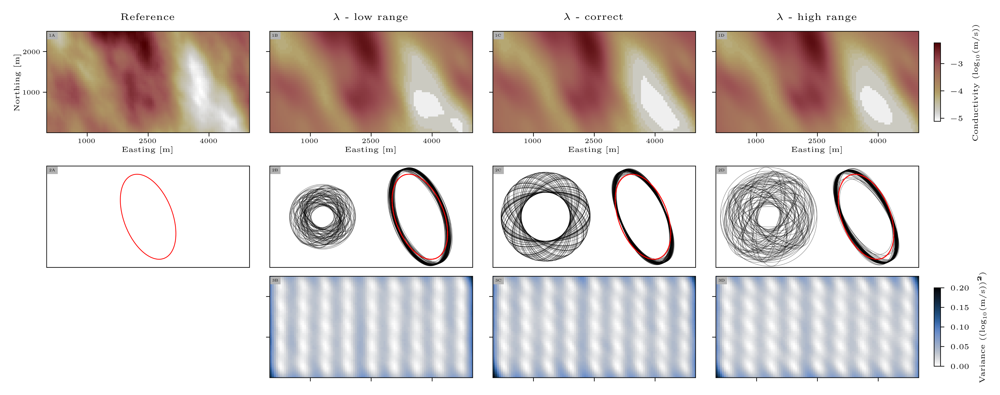 Reference
λ - low range
λ - correct
λ - high range
1A
1B
1C
1D
2000
1000
Northing [m]
1000 2500 4000
Easting [m]
1000 2500 4000
Easting [m]
1000 2500 4000
Easting [m]
1000 2500 4000
Easting [m]
−3
−4
−5
Conductivity (log₁₀(m/s))
2A
2B
2C
2D
3B
3C
3D
0.20
0.15
0.10
0.05
0.00
Variance ((log₁₀(m/s))²)